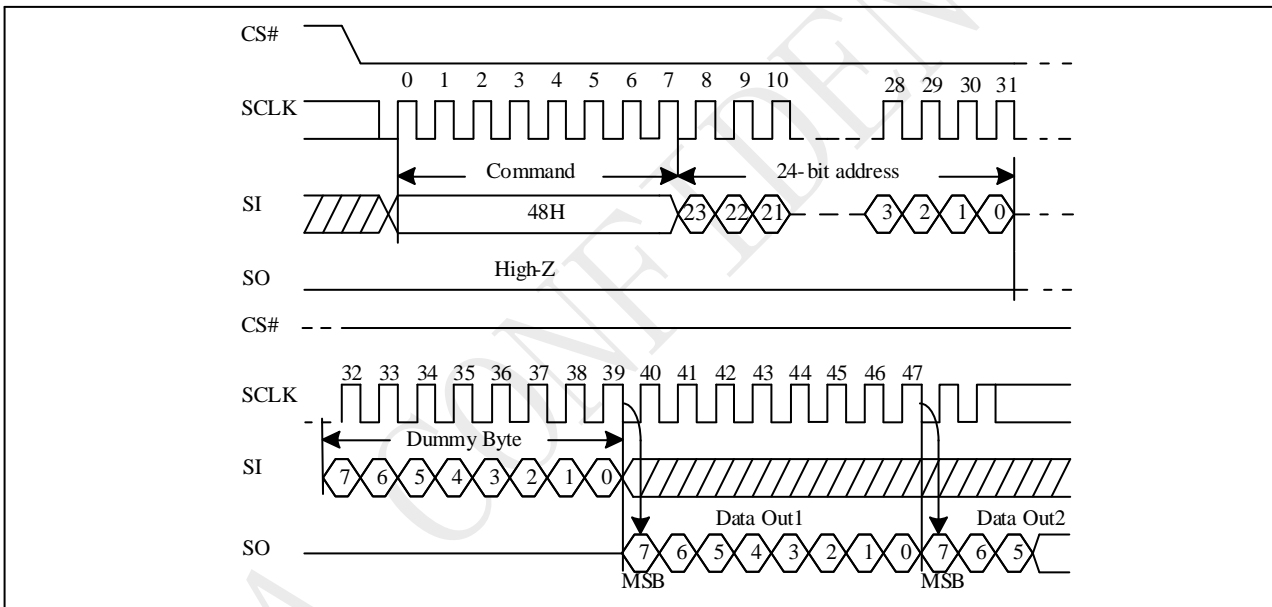 CS#
0 1 2 3 4 5 6 7 8 9 10 28 29 30 31
SCLK
Command 24-bit address
SI
48H 23 22 21 3 2 1 0
High-Z
SO
CS#
32 33 34 35 36 37 38 39 40 41 42 43 44 45 46 47
SCLK
Dummy Byte
SI
7 6 5 4 3 2 1 0
Data Out1 Data Out2
SO
7 6 5 4 3 2 1 0 7 6 5
MSB MSB